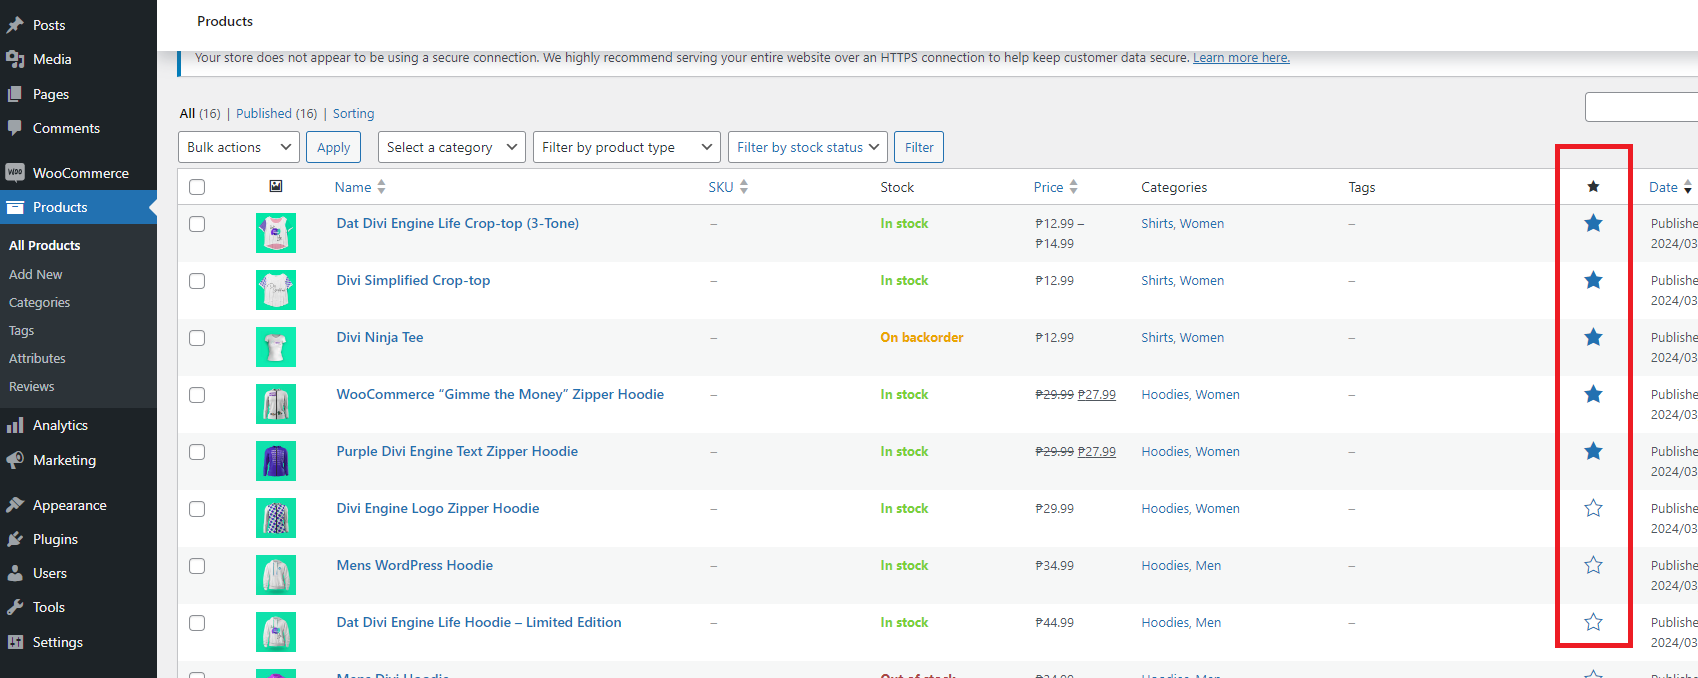 Posts
Media
Pages
Comments
WooCommerce
Products
All Products
Add New
Categories
Tags
Attributes
Reviews
Analytics
Marketing
Appearance
Plugins
Users
Tools
Settings
Products
Your store does not appear to be using a secure connection. We highly recommend serving your entire website over an HTTPS connection to help keep customer data secure. Learn more here.
All (16) | Published (16) | Sorting
Bulk actions Apply Select a category Filter by product type Filter by stock status Filter
Name SKU Stock Price Categories Tags ★ Date
Dat Divi Engine Life Crop-top (3-Tone) – In stock ₱12.99 – Shirts, Women – Publishe
₱14.99 2024/03
Divi Simplified Crop-top – In stock ₱12.99 Shirts, Women – Publishe
2024/03
Divi Ninja Tee – On backorder ₱12.99 Shirts, Women – Publishe
2024/03
WooCommerce “Gimme the Money” Zipper Hoodie – In stock ₱29.99 ₱27.99 Hoodies, Women – Publishe
2024/03
Purple Divi Engine Text Zipper Hoodie – In stock ₱29.99 ₱27.99 Hoodies, Women – Publishe
2024/03
Divi Engine Logo Zipper Hoodie – In stock ₱29.99 Hoodies, Women – Publishe
2024/03
Mens WordPress Hoodie – In stock ₱34.99 Hoodies, Men – Publishe
2024/03
Dat Divi Engine Life Hoodie – Limited Edition – In stock ₱44.99 Hoodies, Men – Publishe
2024/03
Mens Divi Hoodie Out of stock ₱34.99 Hoodies, Men